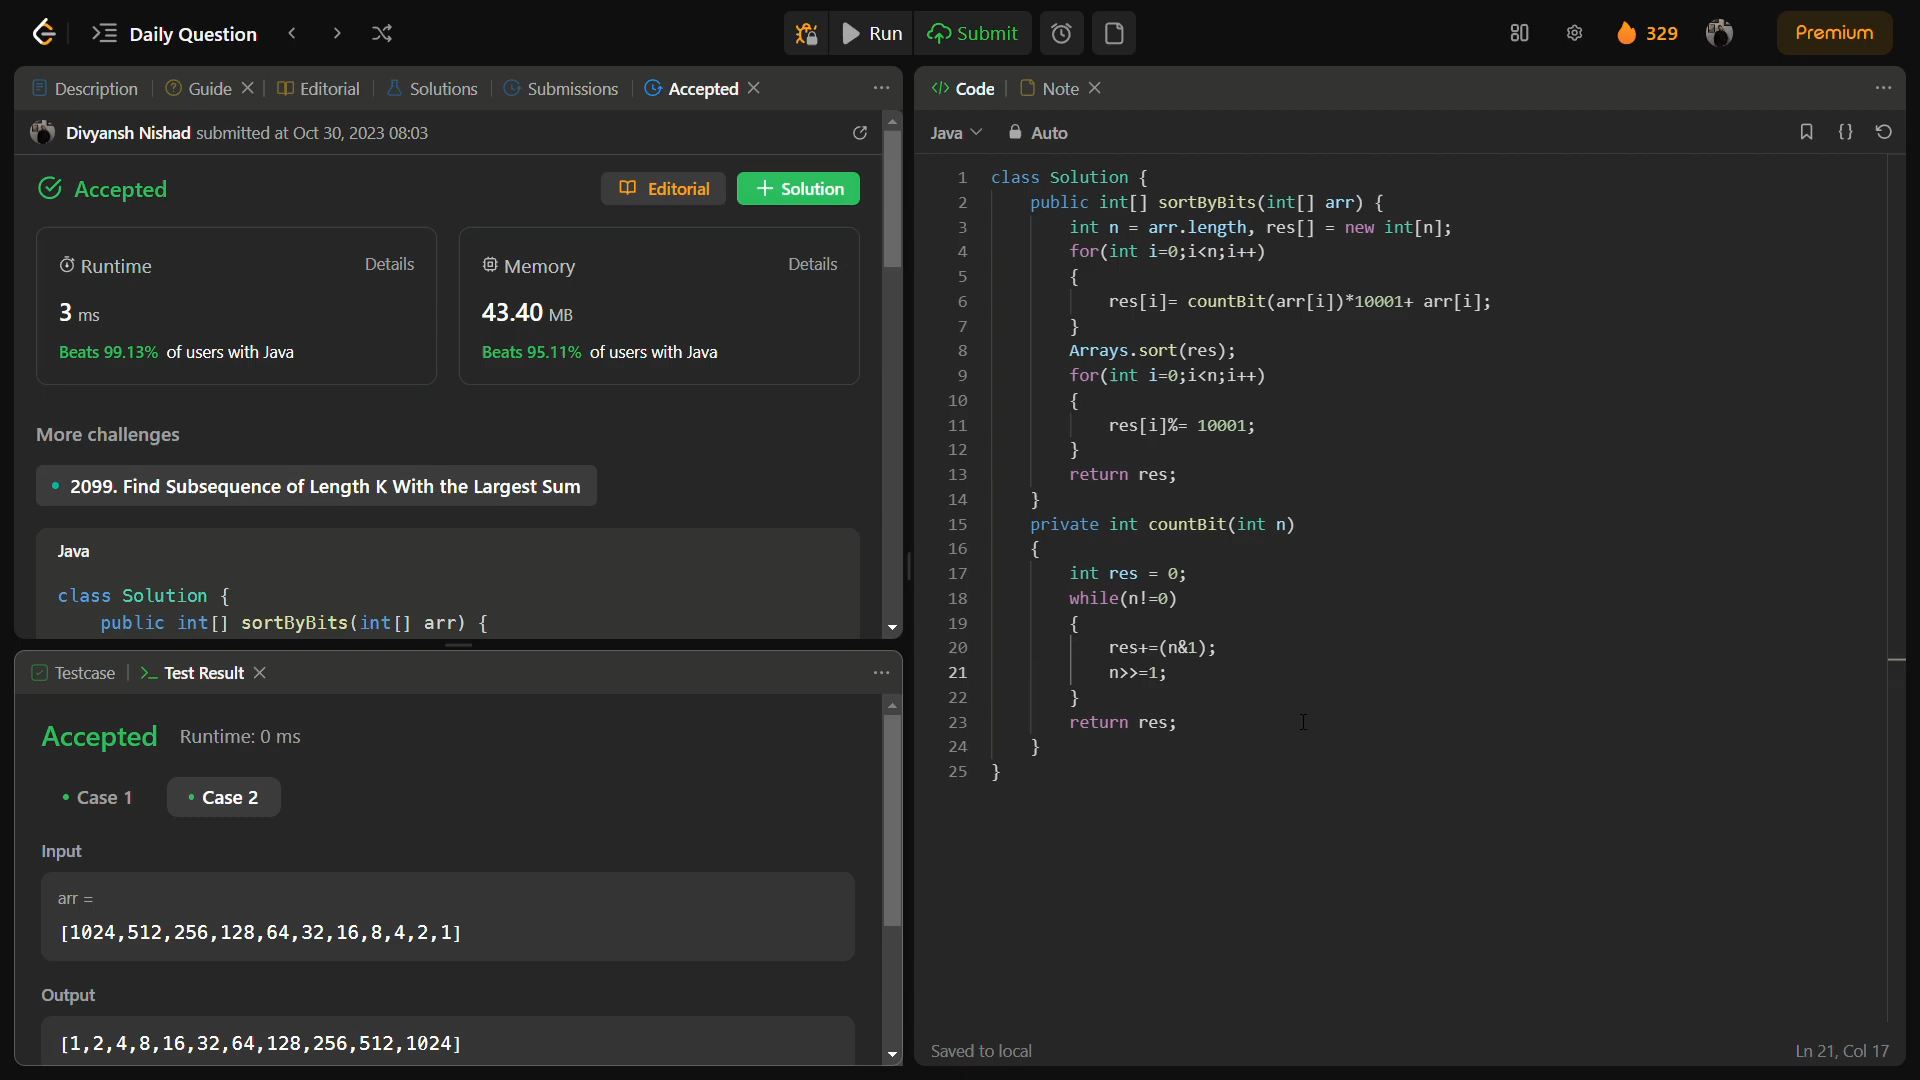 Daily Question
Run
Submit
329
Premium
Description
Guide
Editorial
Solutions
Submissions
Accepted
Divyansh Nishad submitted at Oct 30, 2023 08:03
Accepted
Editorial
Solution
Runtime
Details
3 ms
Beats 99.13% of users with Java
Memory
Details
43.40 MB
Beats 95.11% of users with Java
More challenges
2099. Find Subsequence of Length K With the Largest Sum
Java
class Solution {
public int[] sortByBits(int[] arr) {
Testcase
Test Result
Accepted Runtime: 0 ms
Case 1
Case 2
Input
arr =
[1024,512,256,128,64,32,16,8,4,2,1]
Output
[1,2,4,8,16,32,64,128,256,512,1024]
Code
Note
Java
Auto
1 class Solution {
2 public int[] sortByBits(int[] arr) {
3 int n = arr.length, res[] = new int[n];
4 for(int i=0;i<n;i++)
5 {
6 res[i]= countBit(arr[i])*10001+ arr[i];
7 }
8 Arrays.sort(res);
9 for(int i=0;i<n;i++)
10 {
11 res[i]%= 10001;
12 }
13 return res;
14 }
15 private int countBit(int n)
16 {
17 int res = 0;
18 while(n!=0)
19 {
20 res+=(n&1);
21 n>>=1;
22 }
23 return res;
24 }
25 }
Saved to local
Ln 21, Col 17